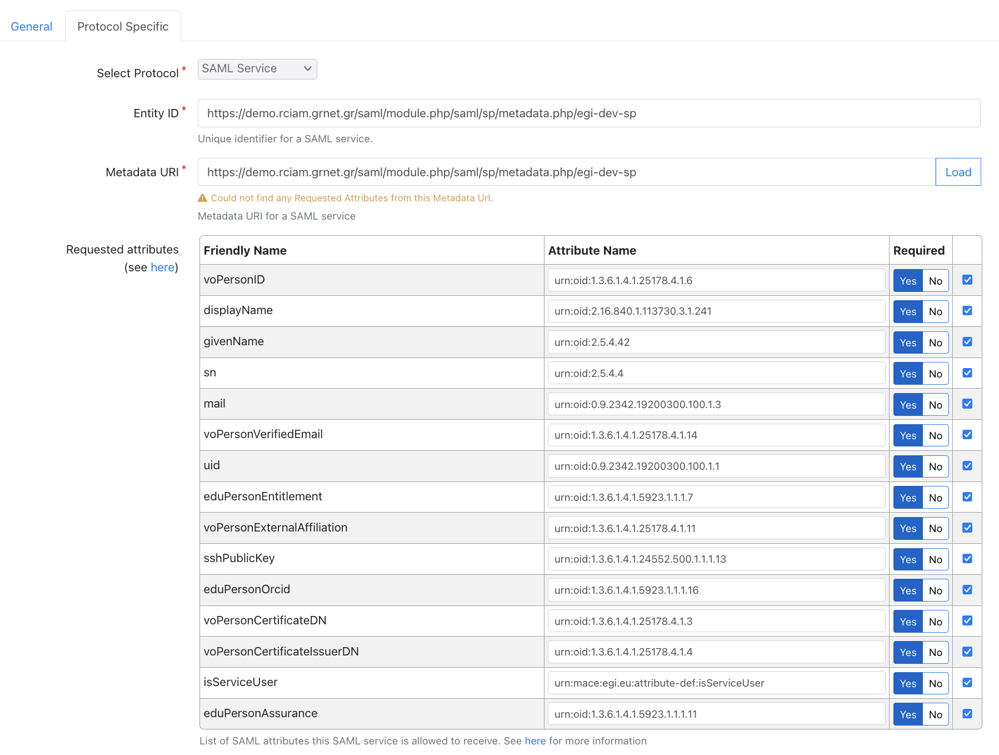 General Protocol Specific
Select Protocol * SAML Service
Entity ID * https://demo.rciam.grnet.gr/saml/module.php/saml/sp/metadata.php/egi-dev-sp
Unique identifier for a SAML service.
Metadata URI * https://demo.rciam.grnet.gr/saml/module.php/saml/sp/metadata.php/egi-dev-sp Load
Could not find any Requested Attributes from this Metadata Url.
Metadata URI for a SAML service
Requested attributes
(see here)
Friendly Name Attribute Name Required
voPersonID urn:oid:1.3.6.1.4.1.25178.4.1.6 Yes No
displayName urn:oid:2.16.840.1.113730.3.1.241 Yes No
givenName urn:oid:2.5.4.42 Yes No
sn urn:oid:2.5.4.4 Yes No
mail urn:oid:0.9.2342.19200300.100.1.3 Yes No
voPersonVerifiedEmail urn:oid:1.3.6.1.4.1.25178.4.1.14 Yes No
uid urn:oid:0.9.2342.19200300.100.1.1 Yes No
eduPersonEntitlement urn:oid:1.3.6.1.4.1.5923.1.1.1.7 Yes No
voPersonExternalAffiliation urn:oid:1.3.6.1.4.1.25178.4.1.11 Yes No
sshPublicKey urn:oid:1.3.6.1.4.1.24552.500.1.1.1.13 Yes No
eduPersonOrcid urn:oid:1.3.6.1.4.1.5923.1.1.1.16 Yes No
voPersonCertificateDN urn:oid:1.3.6.1.4.1.25178.4.1.3 Yes No
voPersonCertificateIssuerDN urn:oid:1.3.6.1.4.1.25178.4.1.4 Yes No
isServiceUser urn:mace:egi.eu:attribute-def:isServiceUser Yes No
eduPersonAssurance urn:oid:1.3.6.1.4.1.5923.1.1.1.11 Yes No
List of SAML attributes this SAML service is allowed to receive. See here for more information